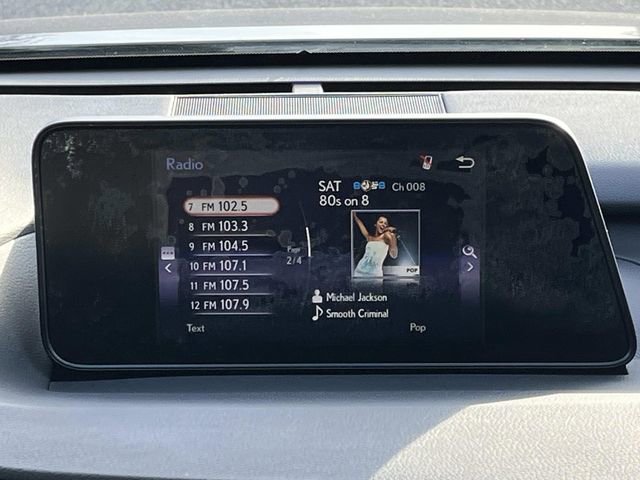 Radio
SAT Ch 008
80s on 8
7 FM 102.5
8 FM 103.3
9 FM 104.5
10 FM 107.1
11 FM 107.5
12 FM 107.9
Page
2/4
POP
Michael Jackson
Smooth Criminal
Text
Pop